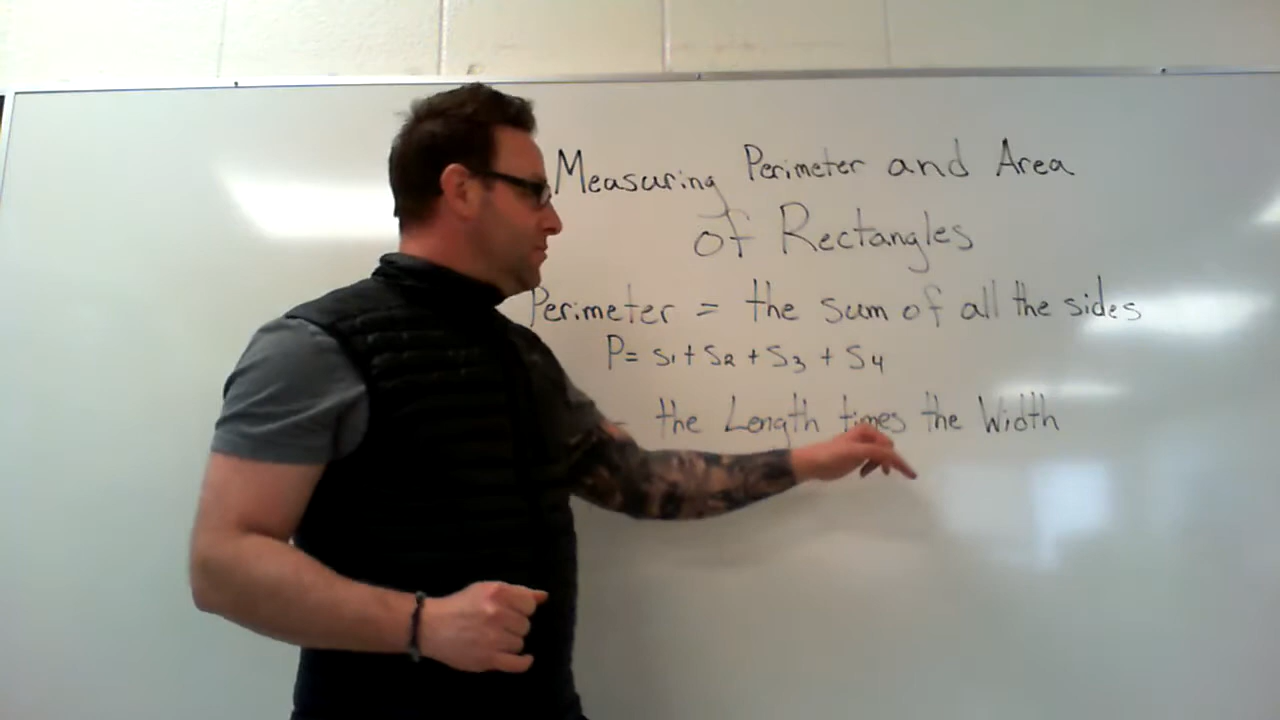 Measuring Perimeter and Area
of Rectangles
Perimeter = the sum of all the sides
P= S1 + S2 + S3 + S4
the Length times the Width